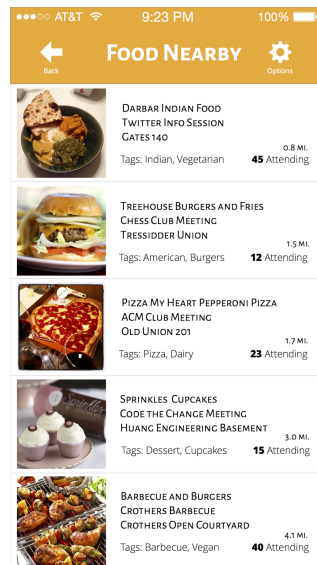 AT&T 9:23 PM 100%
Food Nearby
Back
Options
Darbar Indian Food
Twitter Info Session
Gates 140
0.8 mi.
Tags: Indian, Vegetarian 45 Attending
Treehouse Burgers and Fries
Chess Club Meeting
Tressidder Union
1.5 mi.
Tags: American, Burgers 12 Attending
Pizza My Heart Pepperoni Pizza
ACM Club Meeting
Old Union 201
1.7 mi.
Tags: Pizza, Dairy 23 Attending
Sprinkles
Sprinkles Cupcakes
Code the Change Meeting
Huang Engineering Basement
3.0 mi.
Tags: Dessert, Cupcakes 15 Attending
Barbecue and Burgers
Crothers Barbecue
Crothers Open Courtyard
4.1 mi.
Tags: Barbecue, Vegan 40 Attending